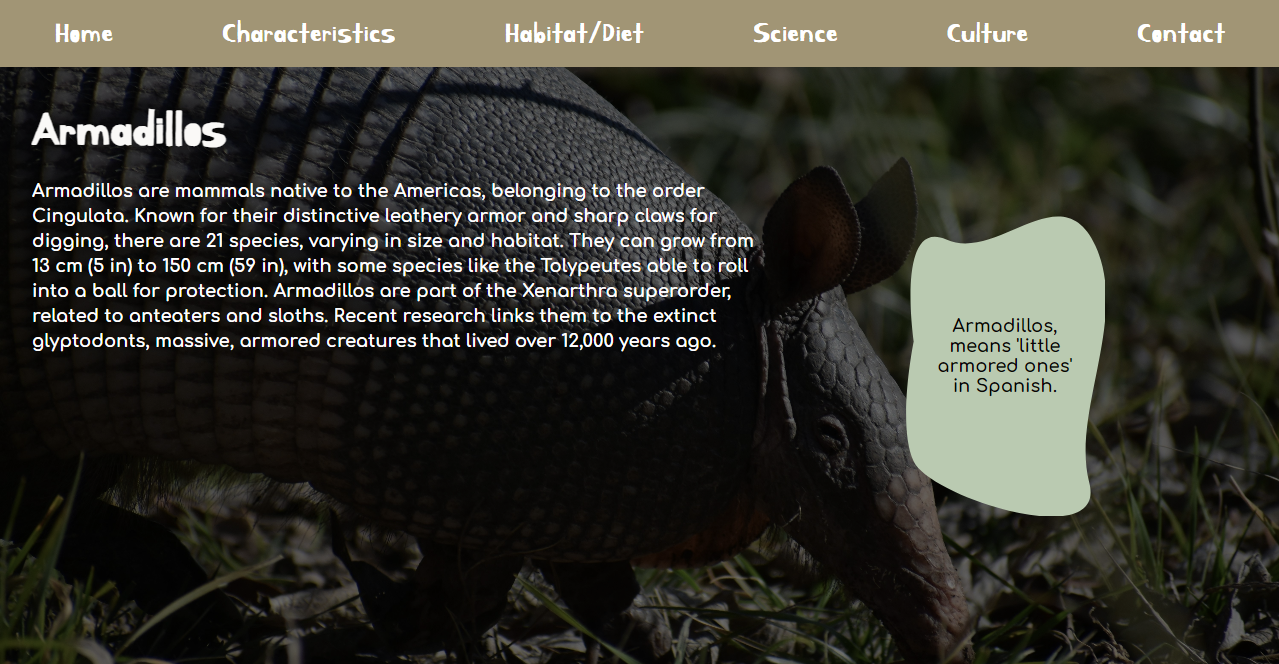 Home Characteristics Habitat/Diet Science Culture Contact
Armadillos
Armadillos are mammals native to the Americas, belonging to the order
Cingulata. Known for their distinctive leathery armor and sharp claws for
digging, there are 21 species, varying in size and habitat. They can grow from
13 cm (5 in) to 150 cm (59 in), with some species like the Tolypeutes able to roll
into a ball for protection. Armadillos are part of the Xenarthra superorder,
related to anteaters and sloths. Recent research links them to the extinct
glyptodonts, massive, armored creatures that lived over 12,000 years ago.
Armadillos,
means 'little
armored ones'
in Spanish.